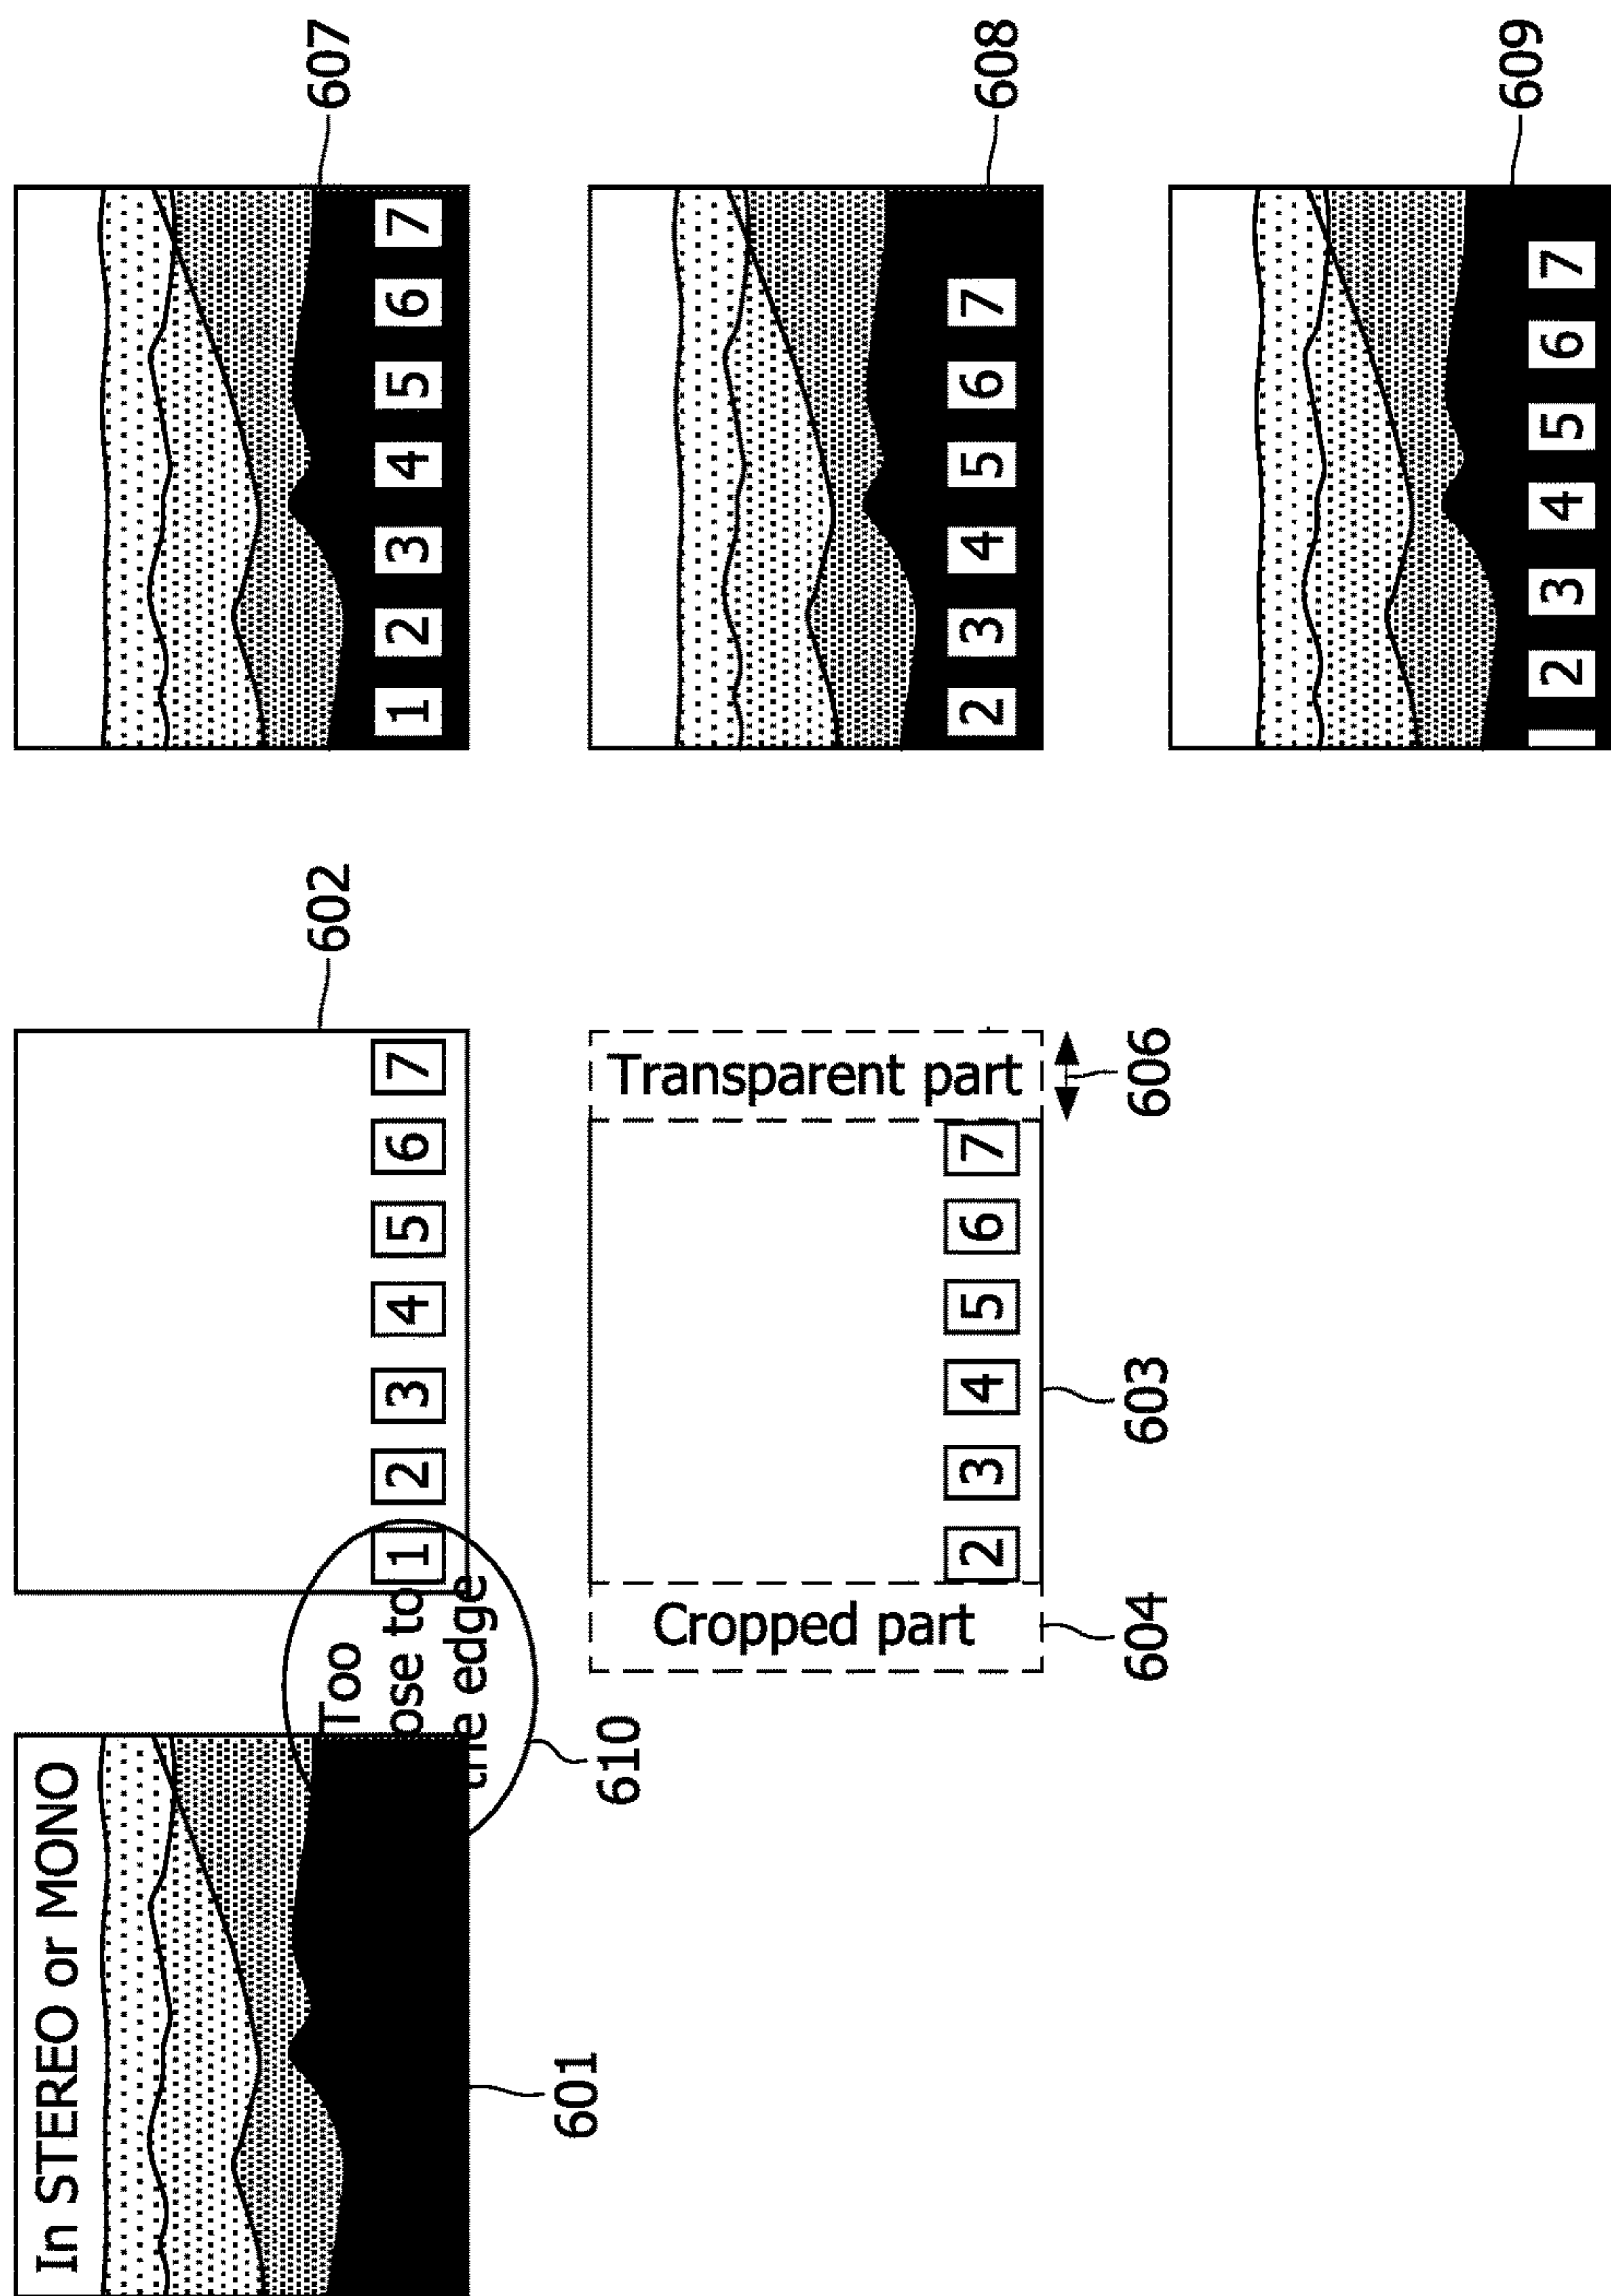 In STEREO or MONO
601
Too
ose to
the edge
610
1 2 3 4 5 6 7
602
1 2 3 4 5 6 7
607
Cropped part
604
2 3 4 5 6 7
603
Transparent part
606
2 3 4 5 6 7
608
2 3 4 5 6 7
609